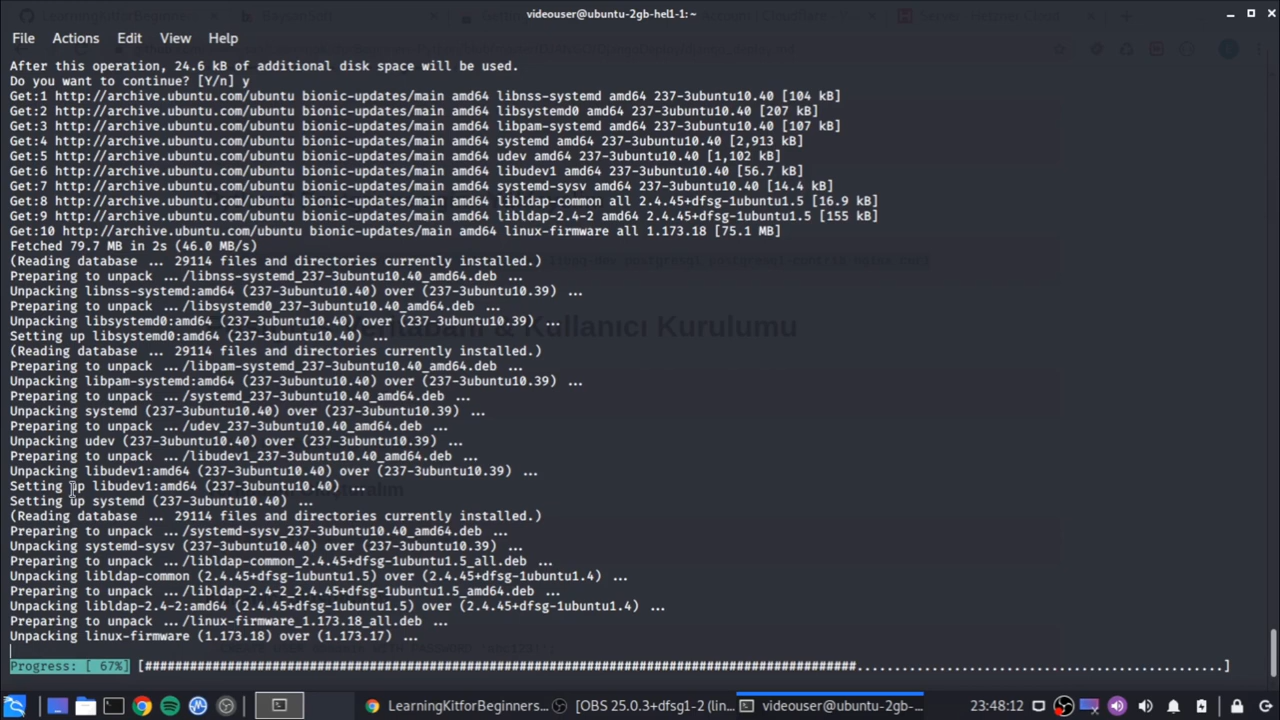 videouser@ubuntu-2gb-hel1-1: ~
File Actions Edit View Help
After this operation, 24.6 kB of additional disk space will be used.
Do you want to continue? [Y/n] y
Get:1 http://archive.ubuntu.com/ubuntu bionic-updates/main amd64 libnss-systemd amd64 237-3ubuntu10.40 [104 kB]
Get:2 http://archive.ubuntu.com/ubuntu bionic-updates/main amd64 libsystemd0 amd64 237-3ubuntu10.40 [207 kB]
Get:3 http://archive.ubuntu.com/ubuntu bionic-updates/main amd64 libpam-systemd amd64 237-3ubuntu10.40 [107 kB]
Get:4 http://archive.ubuntu.com/ubuntu bionic-updates/main amd64 systemd amd64 237-3ubuntu10.40 [2,913 kB]
Get:5 http://archive.ubuntu.com/ubuntu bionic-updates/main amd64 udev amd64 237-3ubuntu10.40 [1,102 kB]
Get:6 http://archive.ubuntu.com/ubuntu bionic-updates/main amd64 libudev1 amd64 237-3ubuntu10.40 [56.7 kB]
Get:7 http://archive.ubuntu.com/ubuntu bionic-updates/main amd64 systemd-sysv amd64 237-3ubuntu10.40 [14.4 kB]
Get:8 http://archive.ubuntu.com/ubuntu bionic-updates/main amd64 libldap-common all 2.4.45+dfsg-1ubuntu1.5 [16.9 kB]
Get:9 http://archive.ubuntu.com/ubuntu bionic-updates/main amd64 libldap-2.4-2 amd64 2.4.45+dfsg-1ubuntu1.5 [155 kB]
Get:10 http://archive.ubuntu.com/ubuntu bionic-updates/main amd64 linux-firmware all 1.173.18 [75.1 MB]
Fetched 79.7 MB in 2s (46.0 MB/s)
(Reading database ... 29114 files and directories currently installed.)
Preparing to unpack .../libnss-systemd_237-3ubuntu10.40_amd64.deb ...
Unpacking libnss-systemd:amd64 (237-3ubuntu10.40) over (237-3ubuntu10.39) ...
Preparing to unpack .../libsystemd0_237-3ubuntu10.40_amd64.deb ...
Unpacking libsystemd0:amd64 (237-3ubuntu10.40) over (237-3ubuntu10.39) ...
Setting up libsystemd0:amd64 (237-3ubuntu10.40) ...
(Reading database ... 29114 files and directories currently installed.)
Preparing to unpack .../libpam-systemd_237-3ubuntu10.40_amd64.deb ...
Unpacking libpam-systemd:amd64 (237-3ubuntu10.40) over (237-3ubuntu10.39) ...
Preparing to unpack .../systemd_237-3ubuntu10.40_amd64.deb ...
Unpacking systemd (237-3ubuntu10.40) over (237-3ubuntu10.39) ...
Preparing to unpack .../udev_237-3ubuntu10.40_amd64.deb ...
Unpacking udev (237-3ubuntu10.40) over (237-3ubuntu10.39) ...
Preparing to unpack .../libudev1_237-3ubuntu10.40_amd64.deb ...
Unpacking libudev1:amd64 (237-3ubuntu10.40) over (237-3ubuntu10.39) ...
Setting up libudev1:amd64 (237-3ubuntu10.40) ...
Setting up systemd (237-3ubuntu10.40) ...
(Reading database ... 29114 files and directories currently installed.)
Preparing to unpack .../systemd-sysv_237-3ubuntu10.40_amd64.deb ...
Unpacking systemd-sysv (237-3ubuntu10.40) over (237-3ubuntu10.39) ...
Preparing to unpack .../libldap-common_2.4.45+dfsg-1ubuntu1.5_all.deb ...
Unpacking libldap-common (2.4.45+dfsg-1ubuntu1.5) over (2.4.45+dfsg-1ubuntu1.4) ...
Preparing to unpack .../libldap-2.4-2_2.4.45+dfsg-1ubuntu1.5_amd64.deb ...
Unpacking libldap-2.4-2:amd64 (2.4.45+dfsg-1ubuntu1.5) over (2.4.45+dfsg-1ubuntu1.4) ...
Preparing to unpack .../linux-firmware_1.173.18_all.deb ...
Unpacking linux-firmware (1.173.18) over (1.173.17) ...
Progress: [ 67%]
LearningKitforBeginners... [OBS 25.0.3+dfsg1-2 (lin... videouser@ubuntu-2gb-... 23:48:12
& Kullanıcı Kurulumu